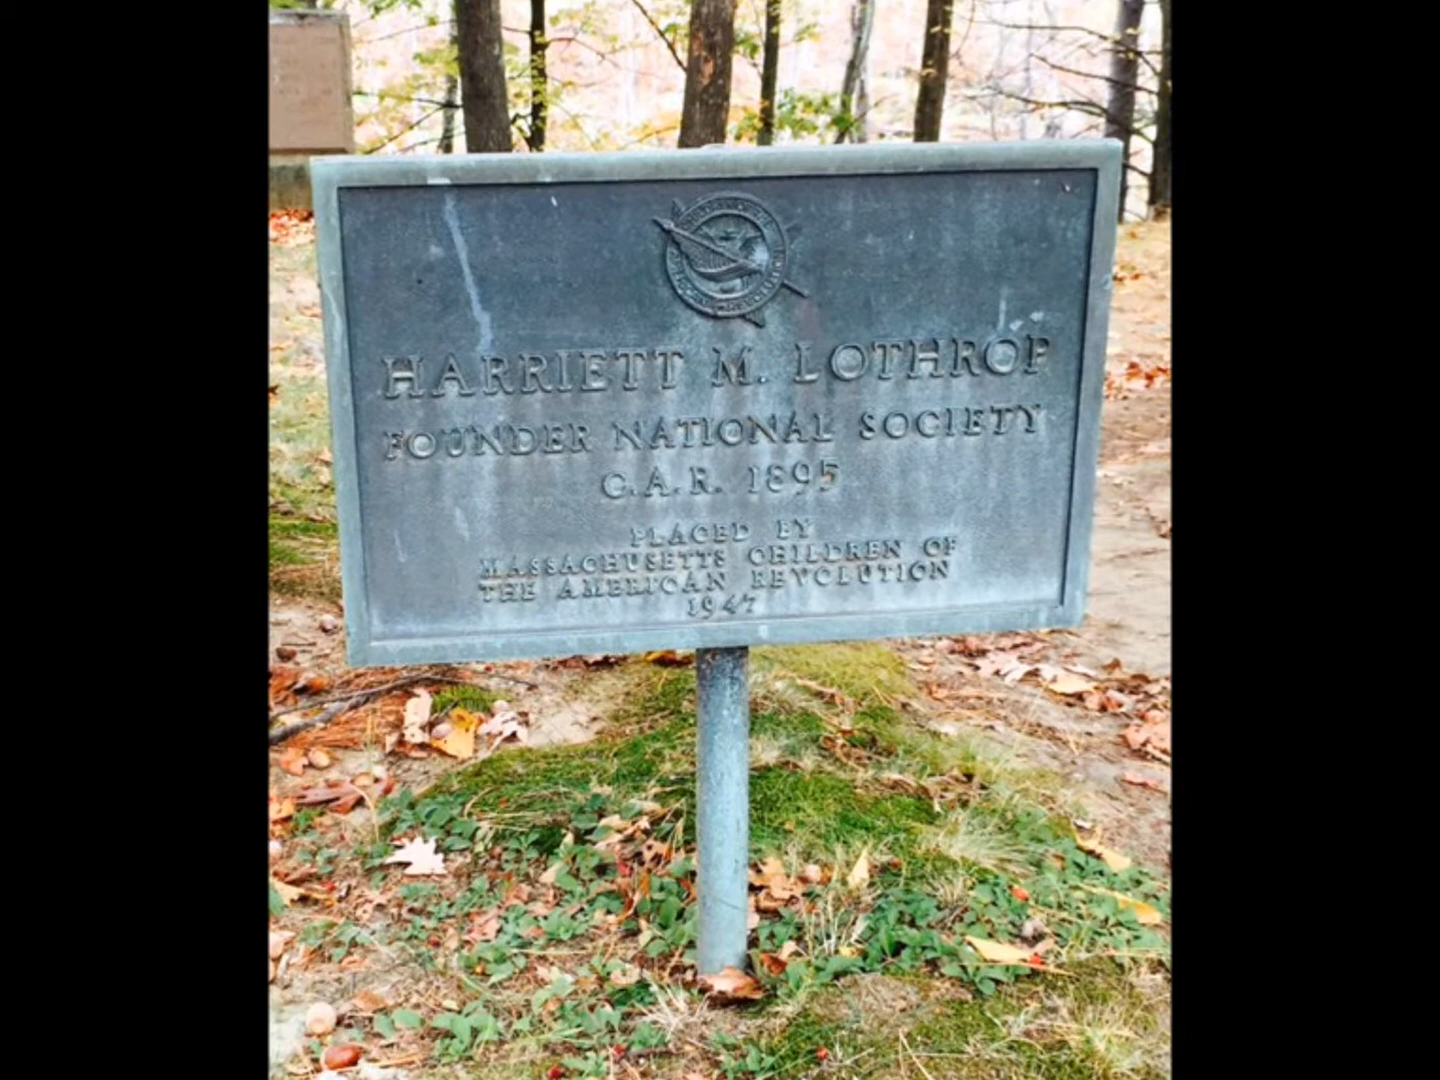 HARRIETT M. LOTHROP
FOUNDER NATIONAL SOCIETY
C.A.R. 1895
PLACED BY
MASSACHUSETTS CHILDREN OF
THE AMERICAN REVOLUTION
1947